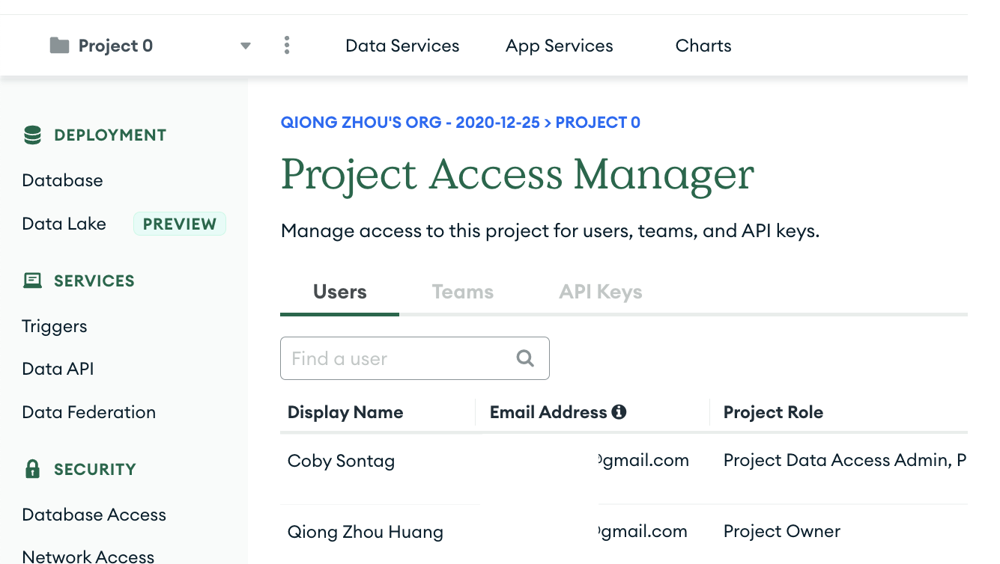 Project 0
Data Services
App Services
Charts
DEPLOYMENT
Database
Data Lake PREVIEW
SERVICES
Triggers
Data API
Data Federation
SECURITY
Database Access
Network Access
QIONG ZHOU'S ORG - 2020-12-25 > PROJECT 0
Project Access Manager
Manage access to this project for users, teams, and API keys.
Users Teams API Keys
Find a user
Display Name Email Address Project Role
Coby Sontag @gmail.com Project Data Access Admin, P
Qiong Zhou Huang @gmail.com Project Owner